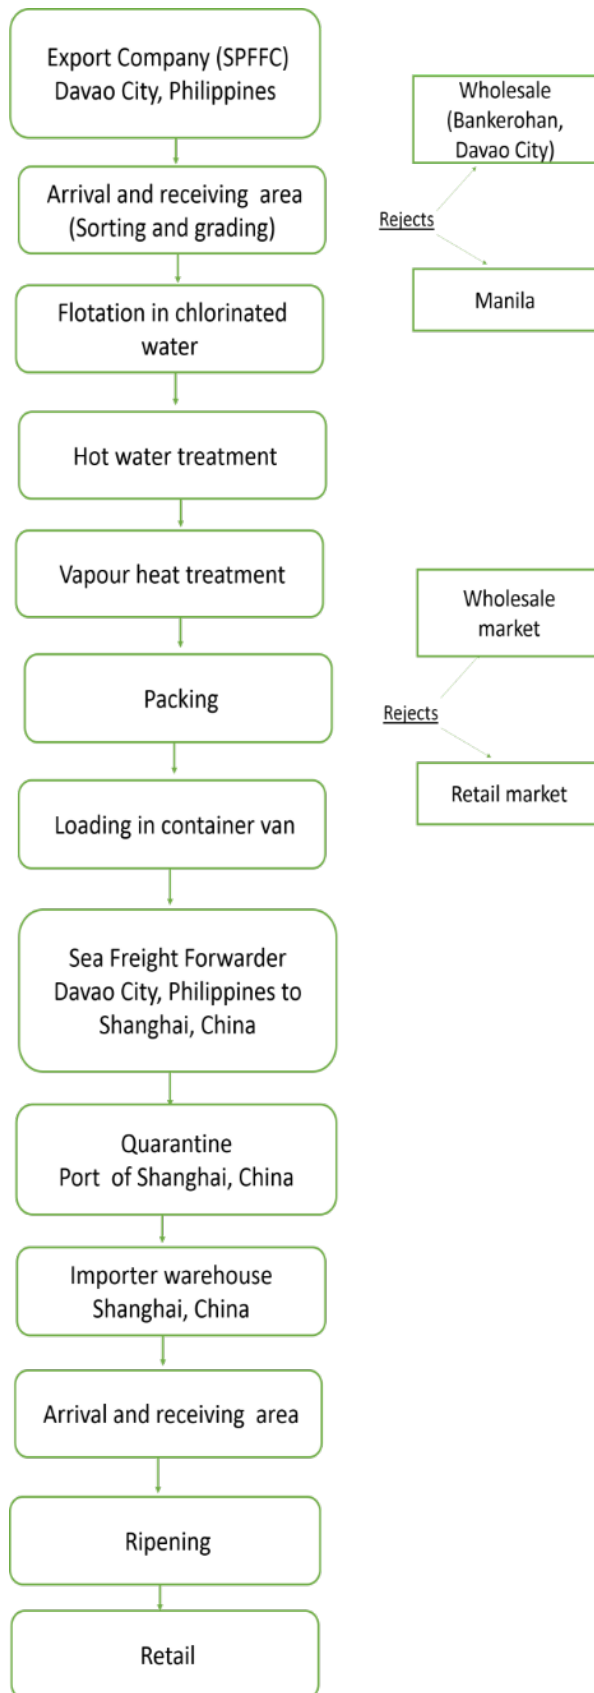 Export Company (SPFFC)
Davao City, Philippines
Arrival and receiving area
(Sorting and grading)
Flotation in chlorinated
water
Hot water treatment
Vapour heat treatment
Packing
Loading in container van
Sea Freight Forwarder
Davao City, Philippines to
Shanghai, China
Quarantine
Port of Shanghai, China
Importer warehouse
Shanghai, China
Arrival and receiving area
Ripening
Retail
Wholesale
(Bankerohan,
Davao City)
Rejects
Manila
Wholesale
market
Rejects
Retail market